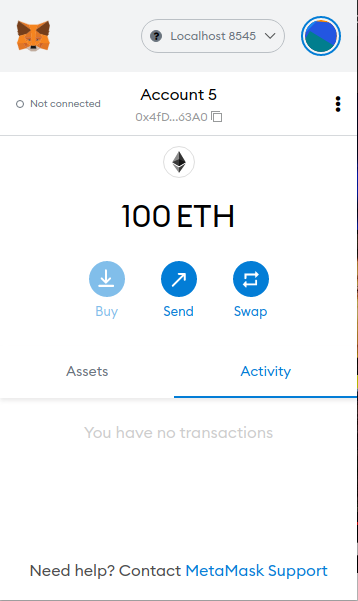 Localhost 8545
Not connected
Account 5
0x4fD...63A0
100 ETH
Buy
Send
Swap
Assets
Activity
You have no transactions
Need help? Contact MetaMask Support